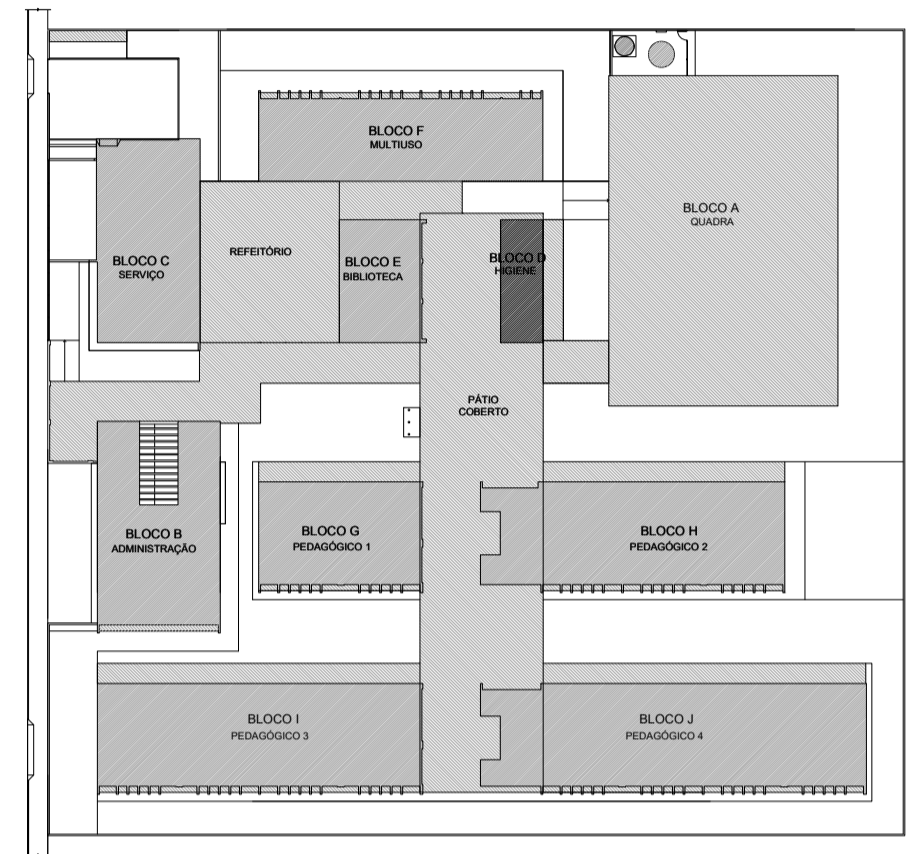 BLOCO F
MULTIUSO
BLOCO A
QUADRA
BLOCO C
SERVIÇO
REFEITÓRIO
BLOCO E
BIBLIOTECA
BLOCO D
HIGIENE
PÁTIO
COBERTO
BLOCO B
ADMINISTRAÇÃO
BLOCO G
PEDAGÓGICO 1
BLOCO H
PEDAGÓGICO 2
BLOCO I
PEDAGÓGICO 3
BLOCO J
PEDAGÓGICO 4